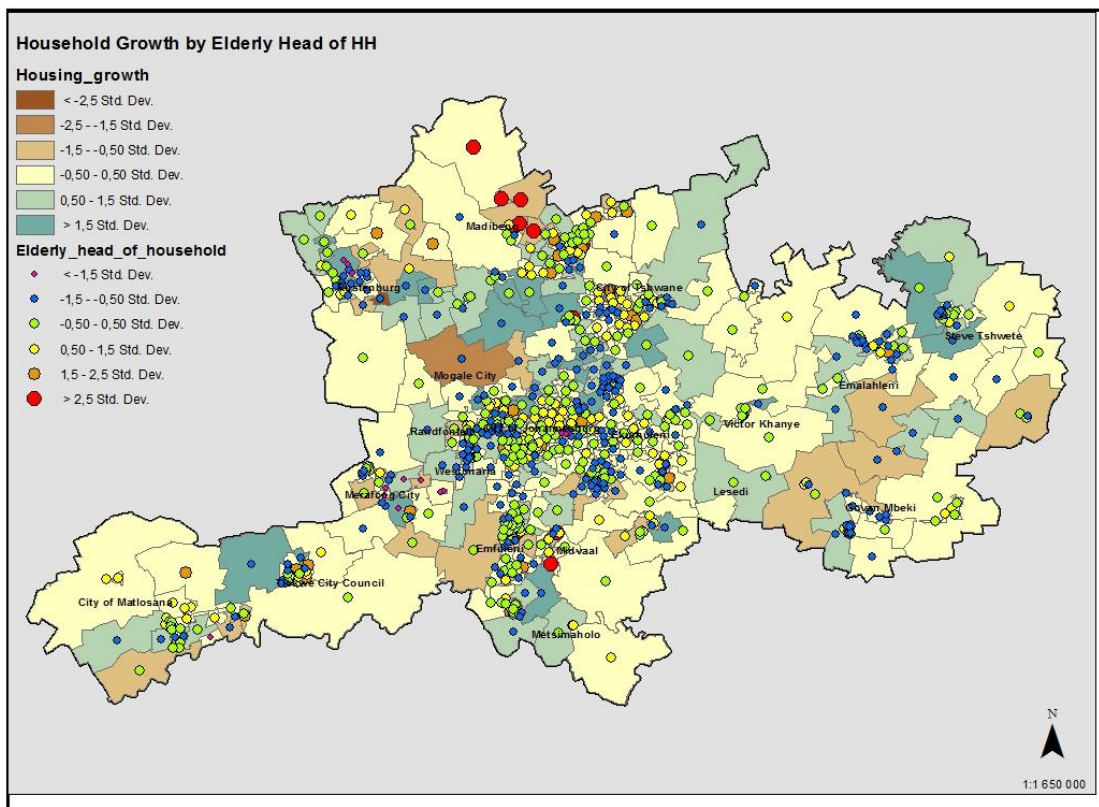 Household Growth by Elderly Head of HH
Housing_growth
< -2,5 Std. Dev.
-2,5 - -1,5 Std. Dev.
-1,5 - -0,50 Std. Dev.
-0,50 - 0,50 Std. Dev.
0,50 - 1,5 Std. Dev.
> 1,5 Std. Dev.
Elderly_head_of_household
< -1,5 Std. Dev.
-1,5 - -0,50 Std. Dev.
-0,50 - 0,50 Std. Dev.
0,50 - 1,5 Std. Dev.
1,5 - 2,5 Std. Dev.
> 2,5 Std. Dev.
Madibeng
Rustenburg
City of Tshwane
Steve Tshwete
Mogale City
Emalahleni
Randfontein
Johannesburg
Ekurhuleni
Victor Khanye
Westonaria
Merafong City
Lesedi
Govan Mbeki
Emfuleni
Midvaal
Tlokwe City Council
City of Matlosana
Metsimaholo
N
1:1 650 000